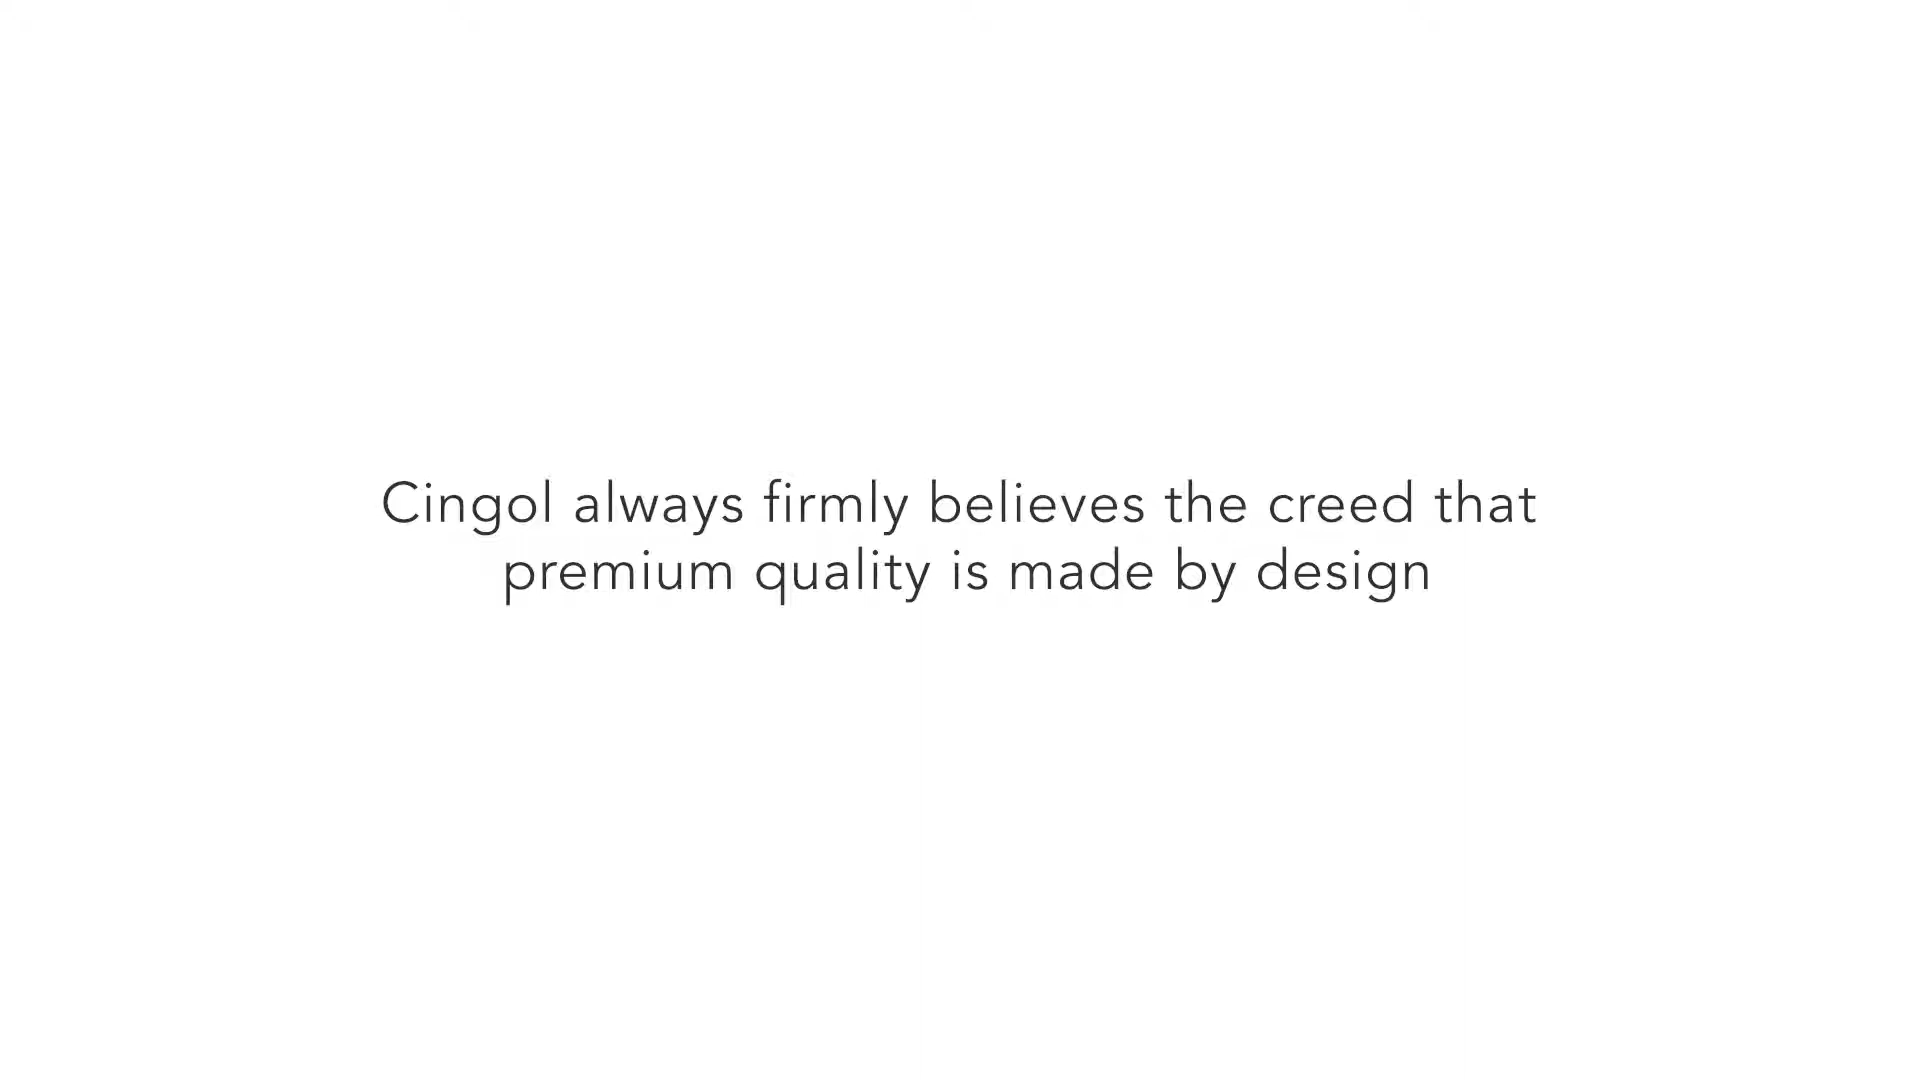 Cingol always firmly believes the creed that
premium quality is made by design